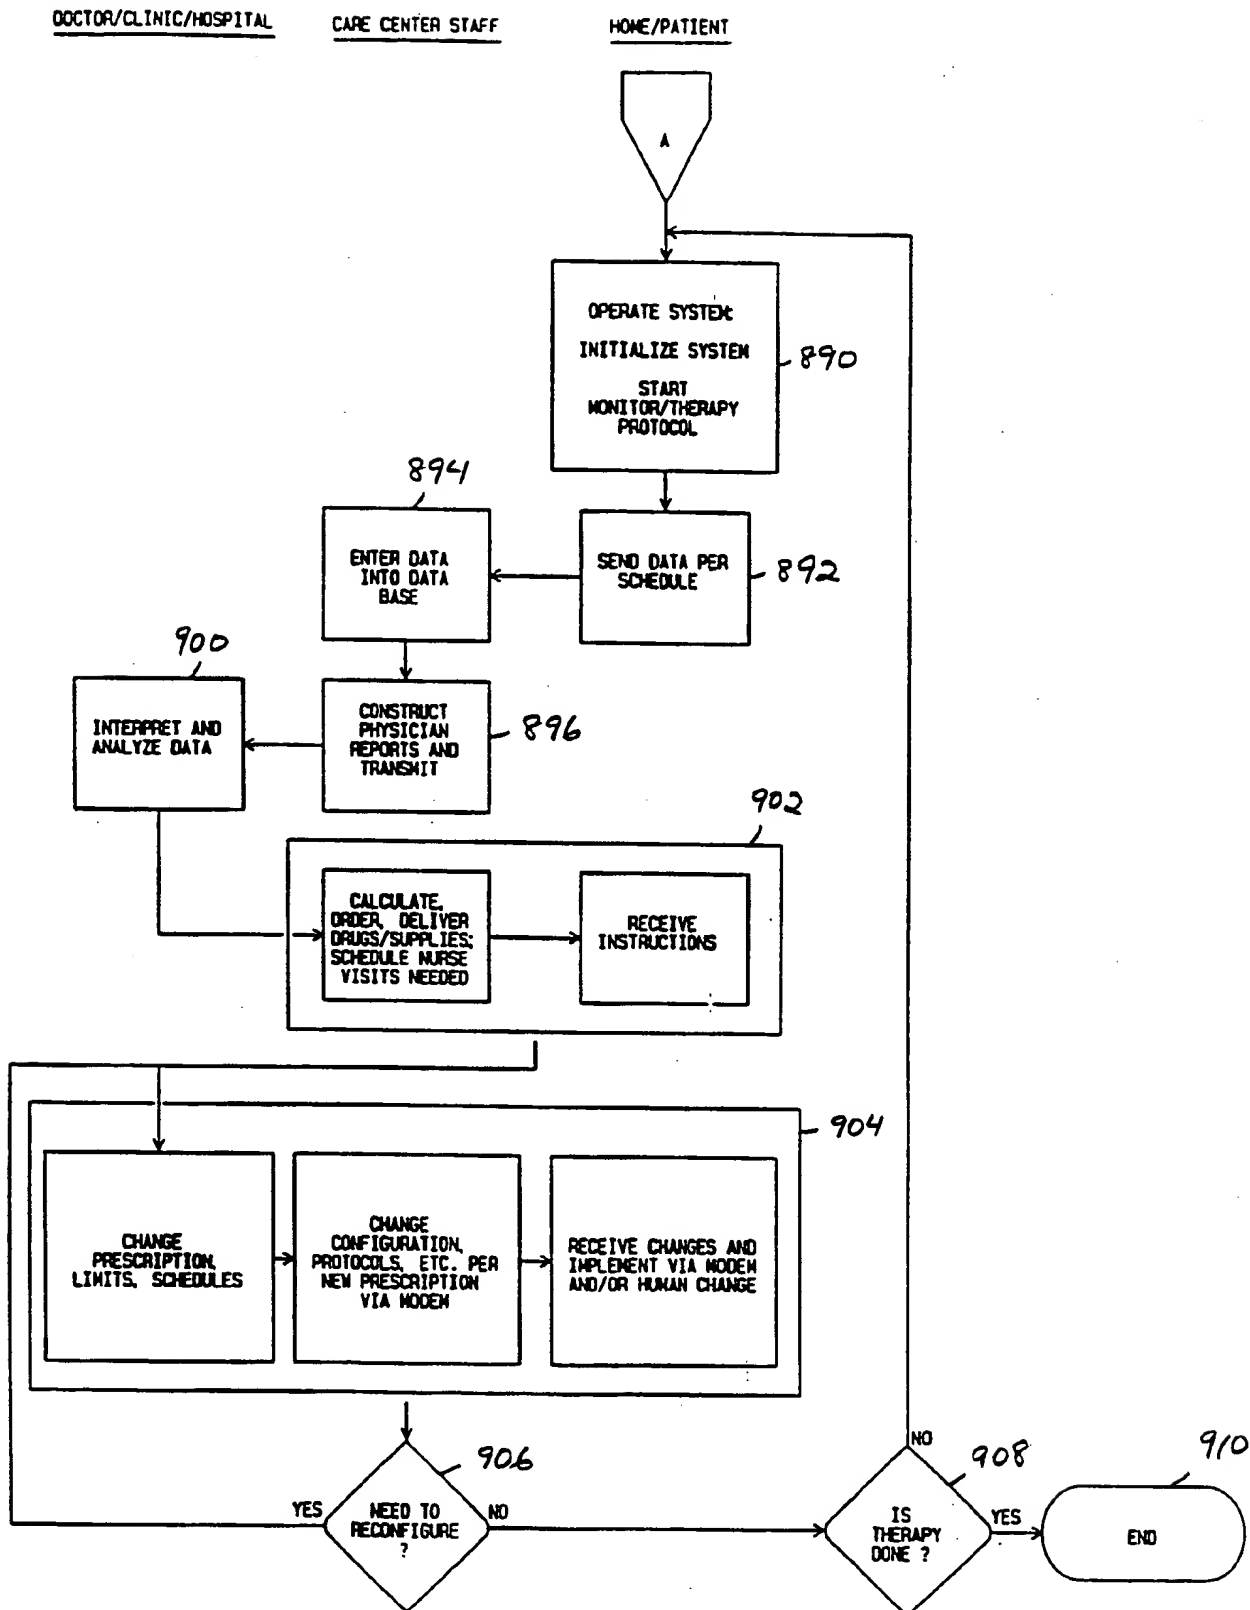 DOCTOR/CLINIC/HOSPITAL
CARE CENTER STAFF
HOME/PATIENT
A
OPERATE SYSTEM:
INITIALIZE SYSTEM
START
MONITOR/THERAPY
PROTOCOL
890
894
ENTER DATA
INTO DATA
BASE
SEND DATA PER
SCHEDULE
892
900
INTERPRET AND
ANALYZE DATA
CONSTRUCT
PHYSICIAN
REPORTS AND
TRANSMIT
896
902
CALCULATE,
ORDER, DELIVER
DRUGS/SUPPLIES;
SCHEDULE NURSE
VISITS NEEDED
RECEIVE
INSTRUCTIONS
904
CHANGE
PRESCRIPTION,
LIMITS, SCHEDULES
CHANGE
CONFIGURATION,
PROTOCOLS, ETC. PER
NEW PRESCRIPTION
VIA MODEM
RECEIVE CHANGES AND
IMPLEMENT VIA MODEM
AND/OR HUMAN CHANGE
906
YES
NEED TO
RECONFIGURE
?
NO
NO
908
IS
THERAPY
DONE ?
YES
910
END